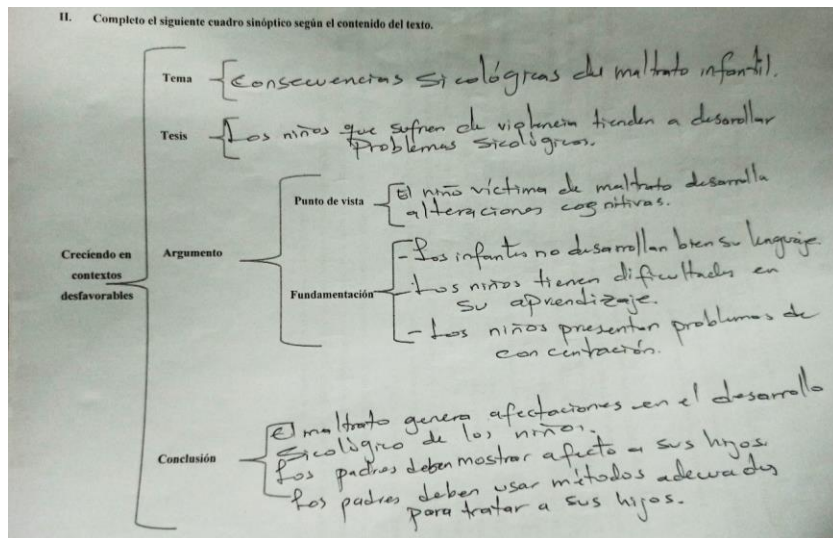 II. Completo el siguiente cuadro sinóptico según el contenido del texto.
Tema
Consecuencias sicológicas del maltrato infantil.
Tesis
Los niños que sufren de violencia tienden a desarollar
Problemas sicológicos.
Creciendo en
contextos
desfavorables
Argumento
Punto de vista
El niño víctima de maltrato desarrolla
alteraciones cognitivas.
Fundamentación
- Los infantes no desarrollan bien su lenguaje.
- Los niños tienen dificultades en
su aprendizaje.
- Los niños presentan problemas de
concentración.
Conclusión
El maltrato genera afectaciones en el desarrollo
sicológico de los niños.
Los padres deben mostrar afecto a sus hijos.
Los padres deben usar métodos adecuados
para tratar a sus hijos.